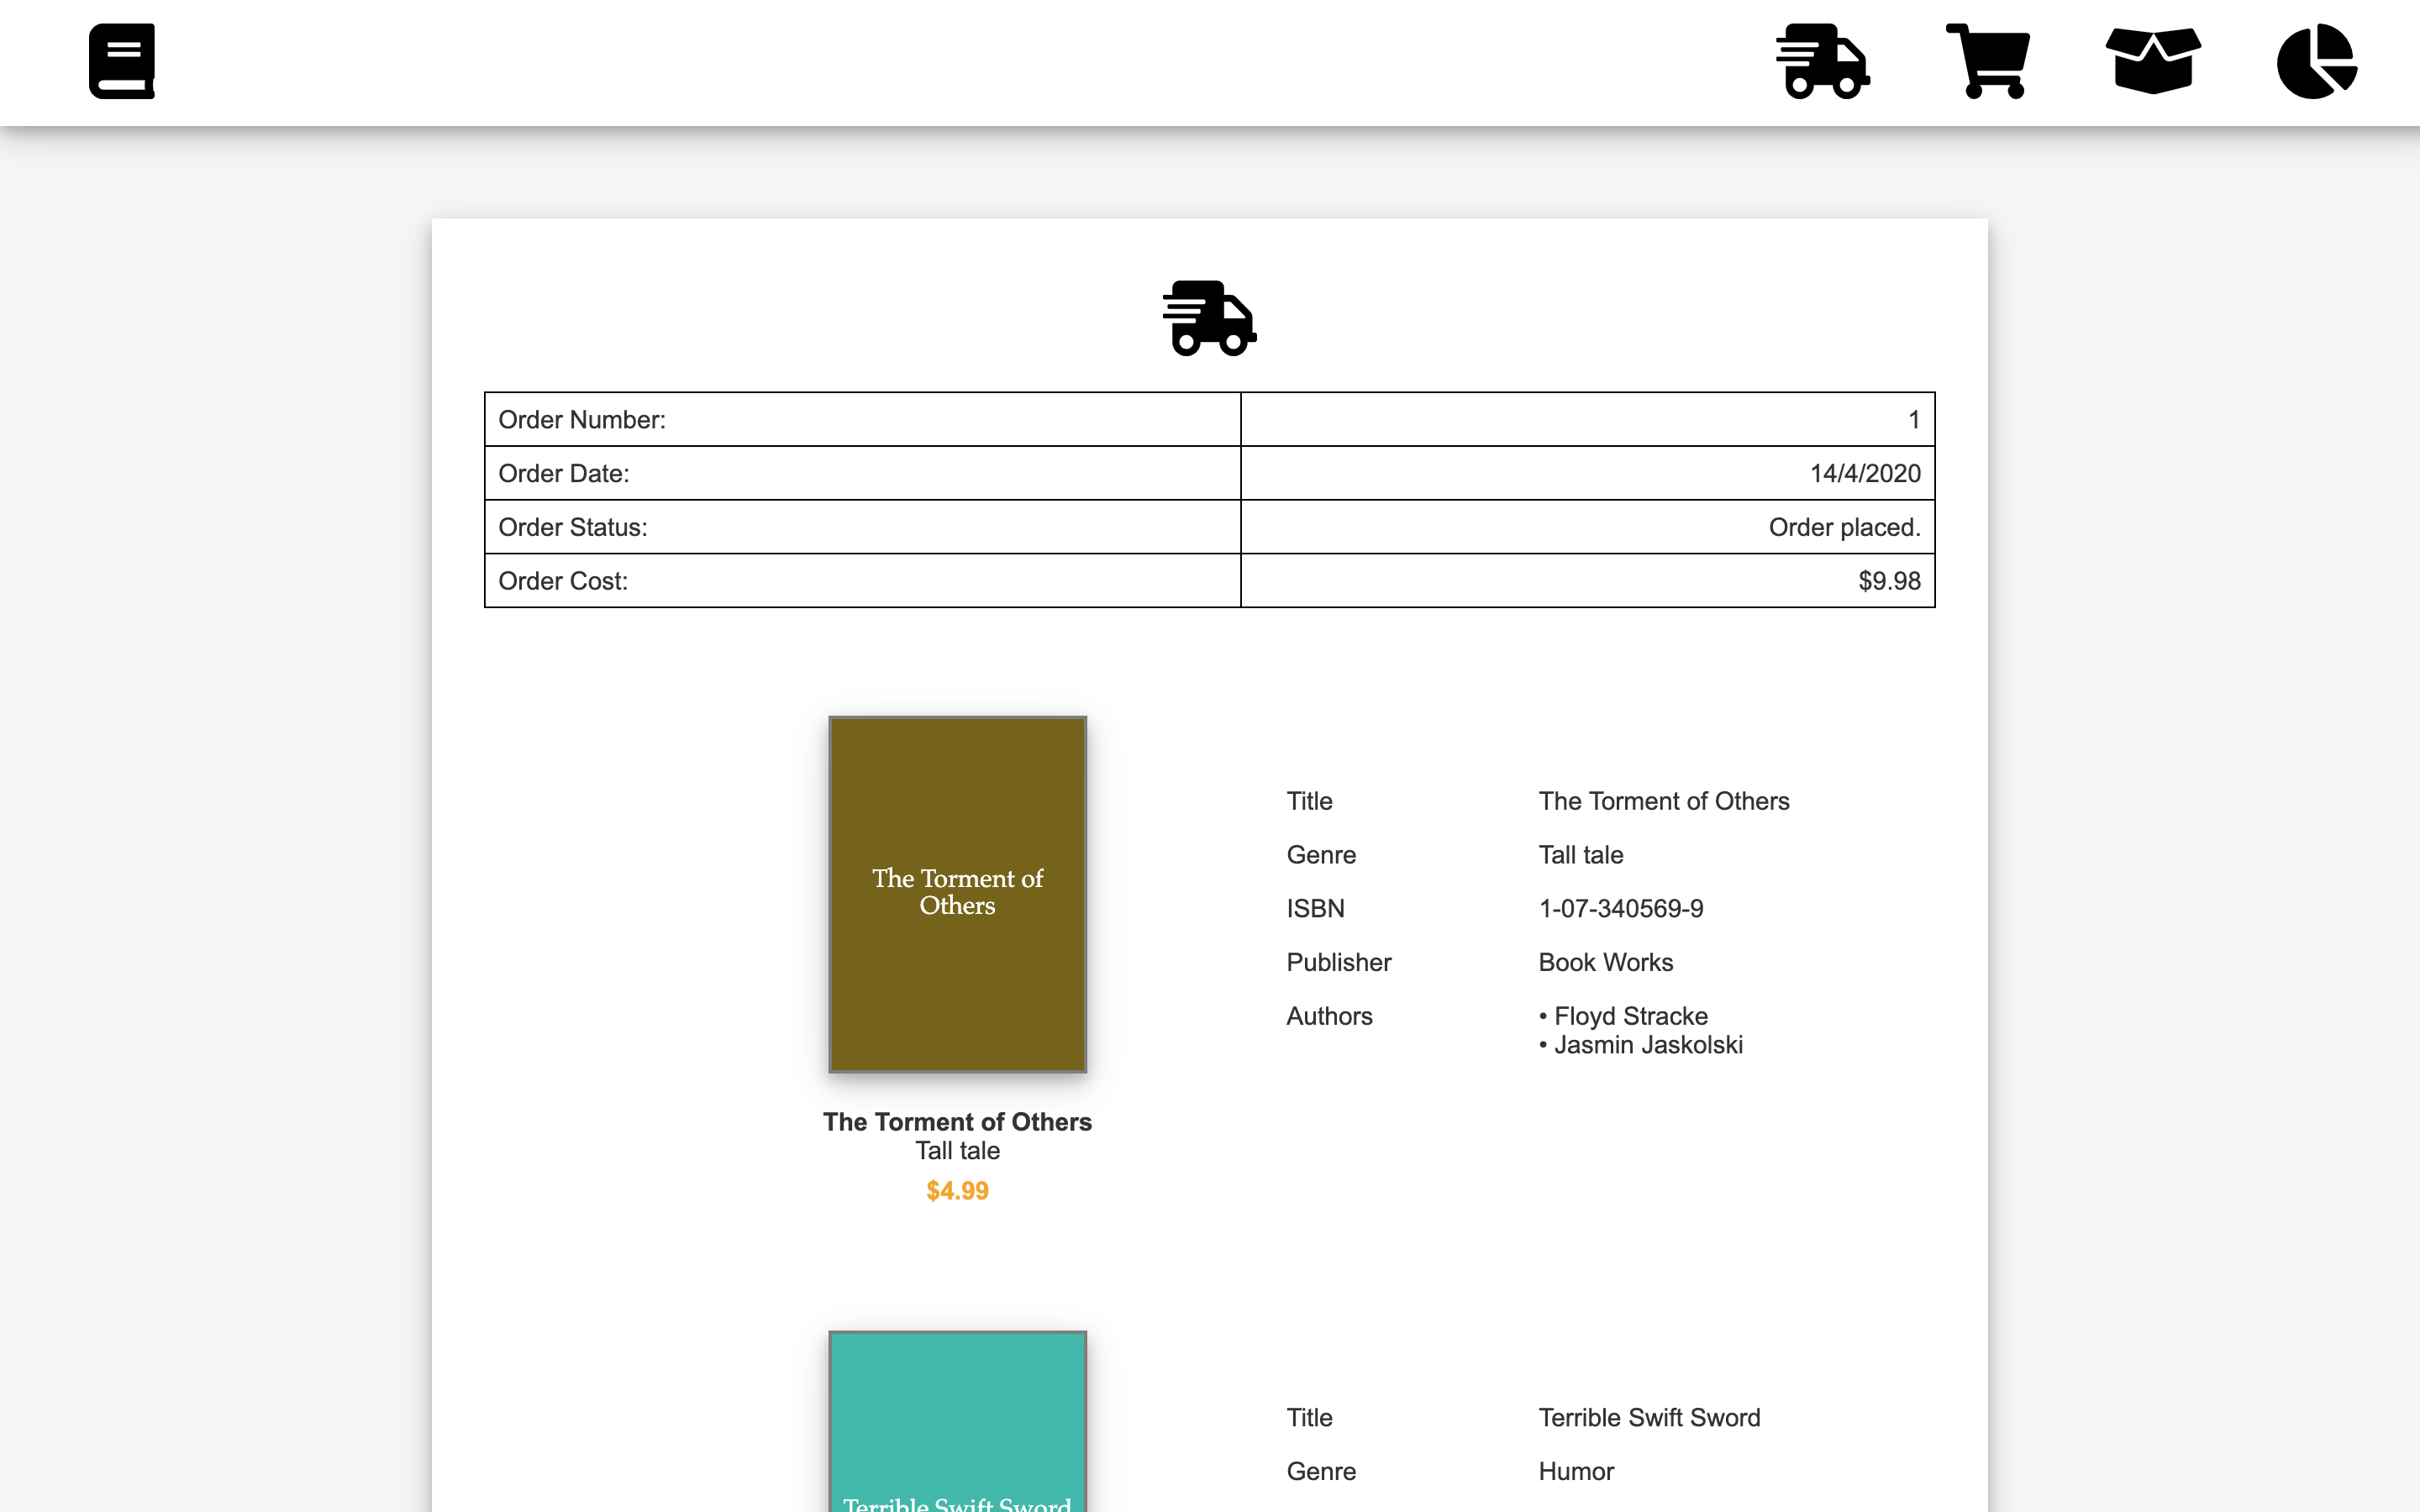 Order Number: 1
Order Date: 14/4/2020
Order Status: Order placed.
Order Cost: $9.98
The Torment of
Others
The Torment of Others
Tall tale
$4.99
Title The Torment of Others
Genre Tall tale
ISBN 1-07-340569-9
Publisher Book Works
Authors • Floyd Stracke
• Jasmin Jaskolski
Terrible Swift Sword
Title Terrible Swift Sword
Genre Humor